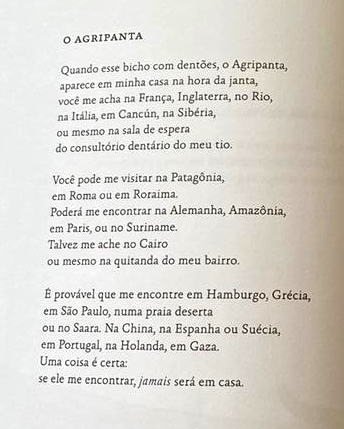 O AGRIPANTA
Quando esse bicho com dentões, o Agripanta,
aparece em minha casa na hora da janta,
você me acha na França, Inglaterra, no Rio,
na Itália, em Cancún, na Sibéria,
ou mesmo na sala de espera
do consultório dentário do meu tio.
Você pode me visitar na Patagônia,
em Roma ou em Roraima.
Poderá me encontrar na Alemanha, Amazônia,
em Paris, ou no Suriname.
Talvez me ache no Cairo
ou mesmo na quitanda do meu bairro.
É provável que me encontre em Hamburgo, Grécia,
em São Paulo, numa praia deserta
ou no Saara. Na China, na Espanha ou Suécia,
em Portugal, na Holanda, em Gaza.
Uma coisa é certa:
se ele me encontrar, jamais será em casa.